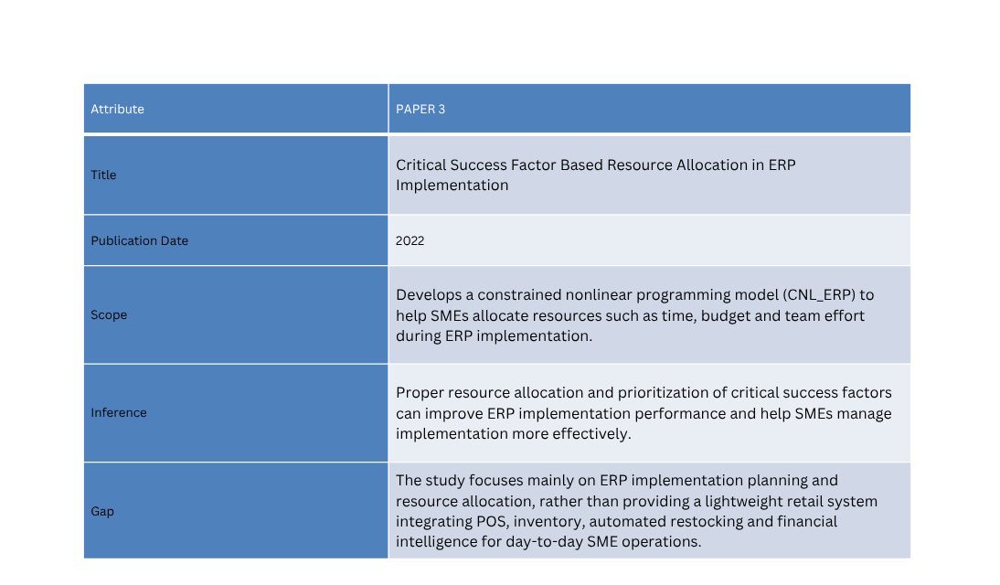 Attribute
PAPER 3
Title
Critical Success Factor Based Resource Allocation in ERP
Implementation
Publication Date
2022
Scope
Develops a constrained nonlinear programming model (CNL_ERP) to
help SMEs allocate resources such as time, budget and team effort
during ERP implementation.
Inference
Proper resource allocation and prioritization of critical success factors
can improve ERP implementation performance and help SMEs manage
implementation more effectively.
Gap
The study focuses mainly on ERP implementation planning and
resource allocation, rather than providing a lightweight retail system
integrating POS, inventory, automated restocking and financial
intelligence for day-to-day SME operations.